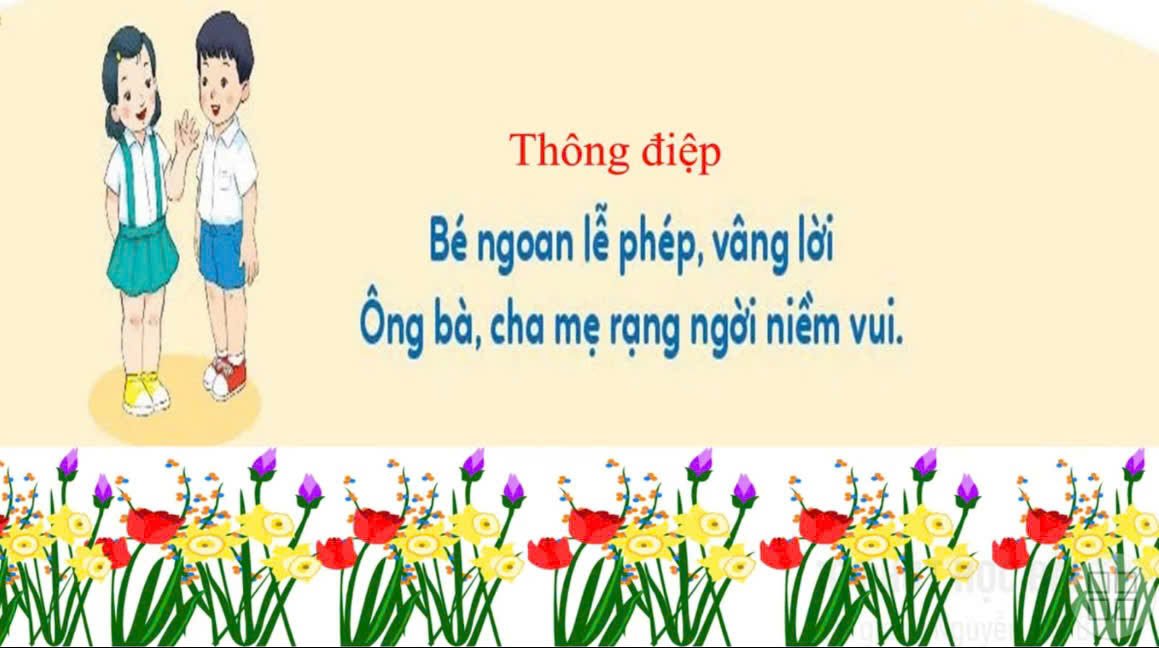 Thông điệp
Bé ngoan lễ phép, vâng lời
Ông bà, cha mẹ rạng ngời niềm vui.